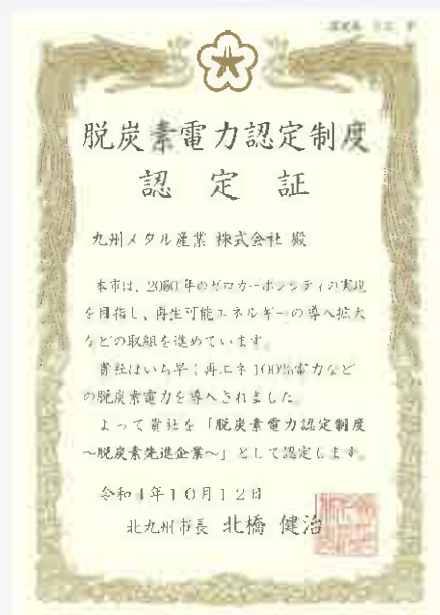 脱炭素電力認定制度
認定証
九州メタル産業 株式会社 殿
本市は、2050年のゼロカーボンシティの実現
を目指し、再生可能エネルギーの導入拡大
などの取組を進めています。
貴社はいち早く再エネ100%電力など
の脱炭素電力を導入されました。
よって貴社を「脱炭素電力認定制度
~脱炭素先進企業~」として認定します。
令和4年10月12日
北九州市長 北橋 健治